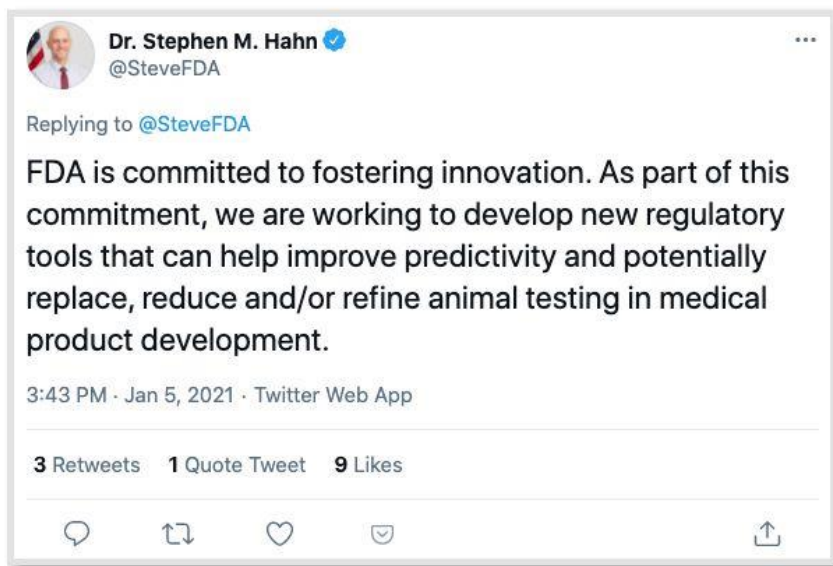 Dr. Stephen M. Hahn
@SteveFDA
Replying to @SteveFDA
FDA is committed to fostering innovation. As part of this
commitment, we are working to develop new regulatory
tools that can help improve predictivity and potentially
replace, reduce and/or refine animal testing in medical
product development.
3:43 PM · Jan 5, 2021 · Twitter Web App
3 Retweets 1 Quote Tweet 9 Likes